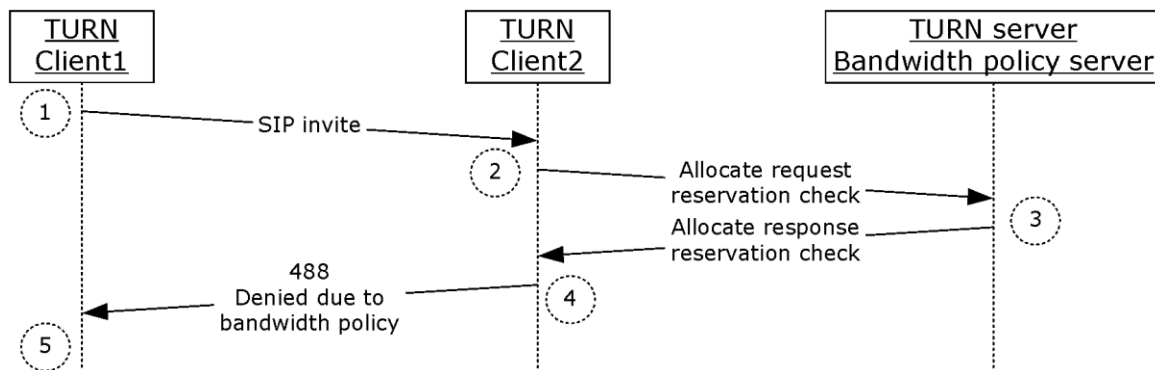 TURN
Client1
TURN
Client2
TURN server
Bandwidth policy server
1
SIP invite
2
Allocate request
reservation check
3
Allocate response
reservation check
488
Denied due to
bandwidth policy
4
5